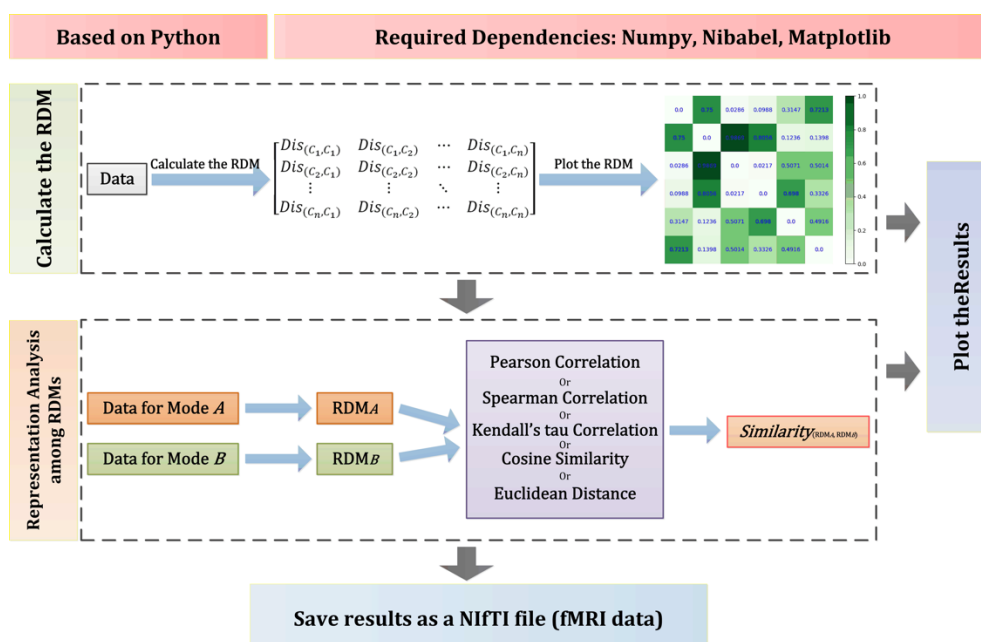 Based on Python
Required Dependencies: Numpy, Nibabel, Matplotlib
Calculate the RDM
Data
Calculate the RDM
Dis(C1,C1) Dis(C1,C2) ⋯ Dis(C1,Cn)
Dis(C2,C1) Dis(C2,C2) ⋯ Dis(C2,Cn)
⋮ ⋮ ⋱ ⋮
Dis(Cn,C1) Dis(Cn,C2) ⋯ Dis(Cn,Cn)
Plot the RDM
0.0 0.75 0.0286 0.0988 0.3147 0.7213
0.75 0.0 0.1236 0.1398
0.0286 0.0 0.0217 0.5071 0.5014
0.0988 0.0217 0.0 0.698 0.3326
0.3147 0.1236 0.5071 0.698 0.0 0.4916
0.7213 0.1398 0.5014 0.3326 0.4916 0.0
1.0
0.8
0.6
0.4
0.2
0.0
Plot theResults
Representation Analysis
among RDMs
Data for Mode A
RDMA
Data for Mode B
RDMB
Pearson Correlation
Or
Spearman Correlation
Or
Kendall's tau Correlation
Or
Cosine Similarity
Or
Euclidean Distance
Similarity(RDMA, RDMB)
Save results as a NIfTI file (fMRI data)